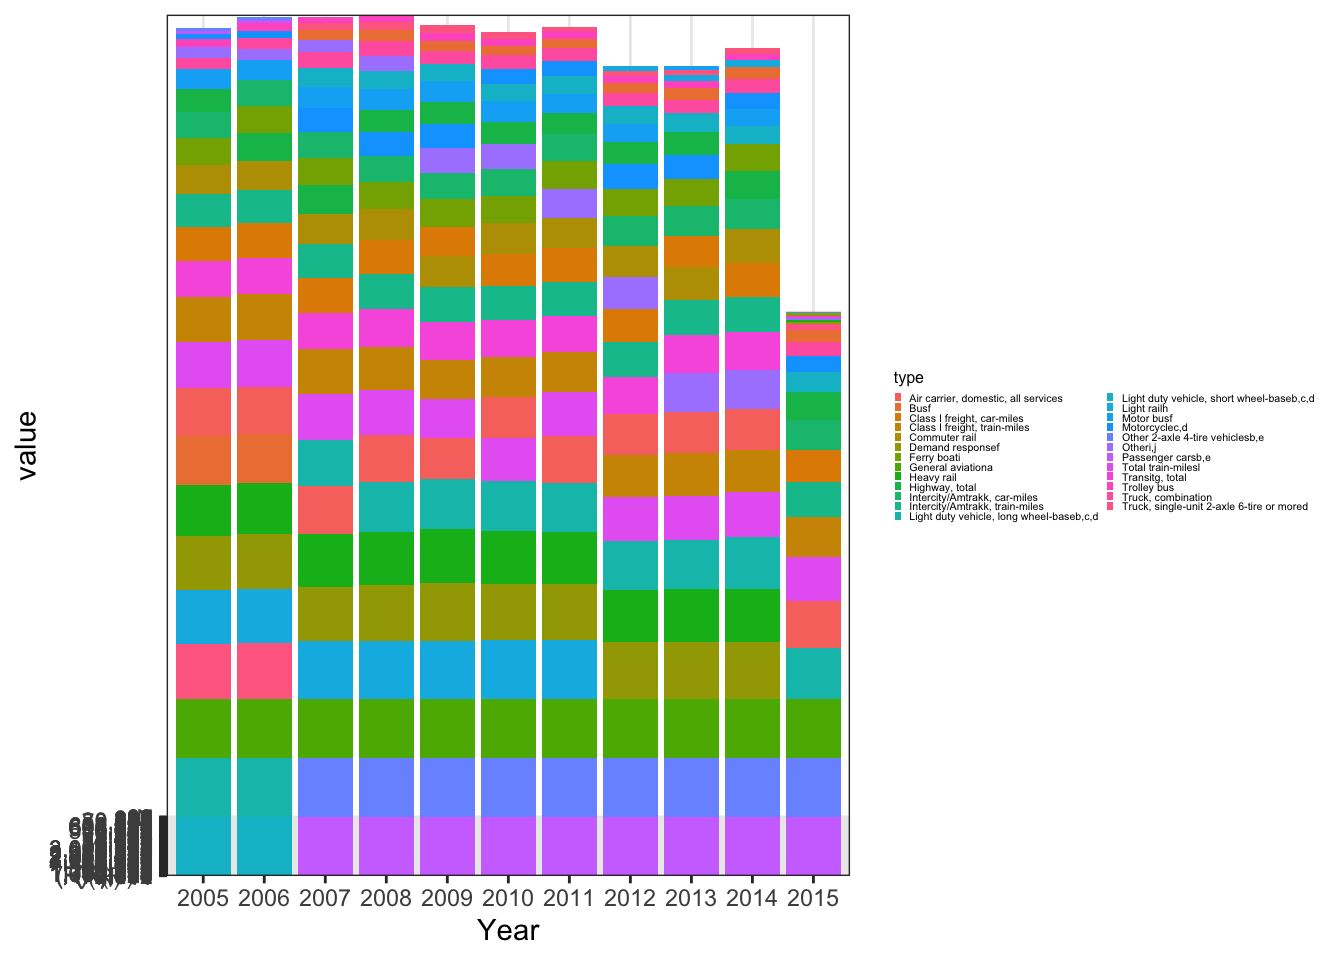 value
2005 2006 2007 2008 2009 2010 2011 2012 2013 2014 2015
Year
type
Air carrier, domestic, all services
Busf
Class I freight, car-miles
Class I freight, train-miles
Commuter rail
Demand responsef
Ferry boati
General aviationa
Heavy rail
Highway, total
Intercity/Amtrakk, car-miles
Intercity/Amtrakk, train-miles
Light duty vehicle, long wheel-baseb,c,d
Light duty vehicle, short wheel-baseb,c,d
Light railh
Motor busf
Motorcyclec,d
Other 2-axle 4-tire vehiclesb,e
Otheri,j
Passenger carsb,e
Total train-milesl
Transitg, total
Trolley bus
Truck, combination
Truck, single-unit 2-axle 6-tire or mored